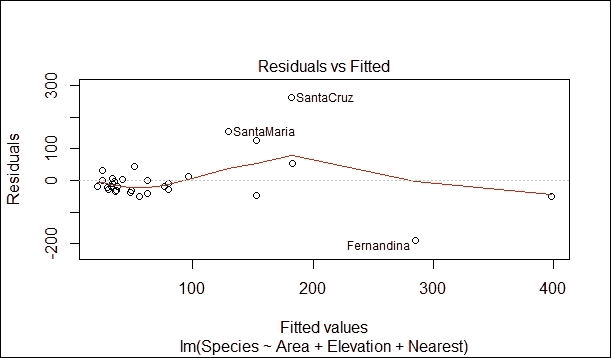 Residuals vs Fitted
300
100
0
-200
Residuals
SantaCruz
SantaMaria
Fernandina
100 200 300 400
Fitted values
lm(Species ~ Area + Elevation + Nearest)